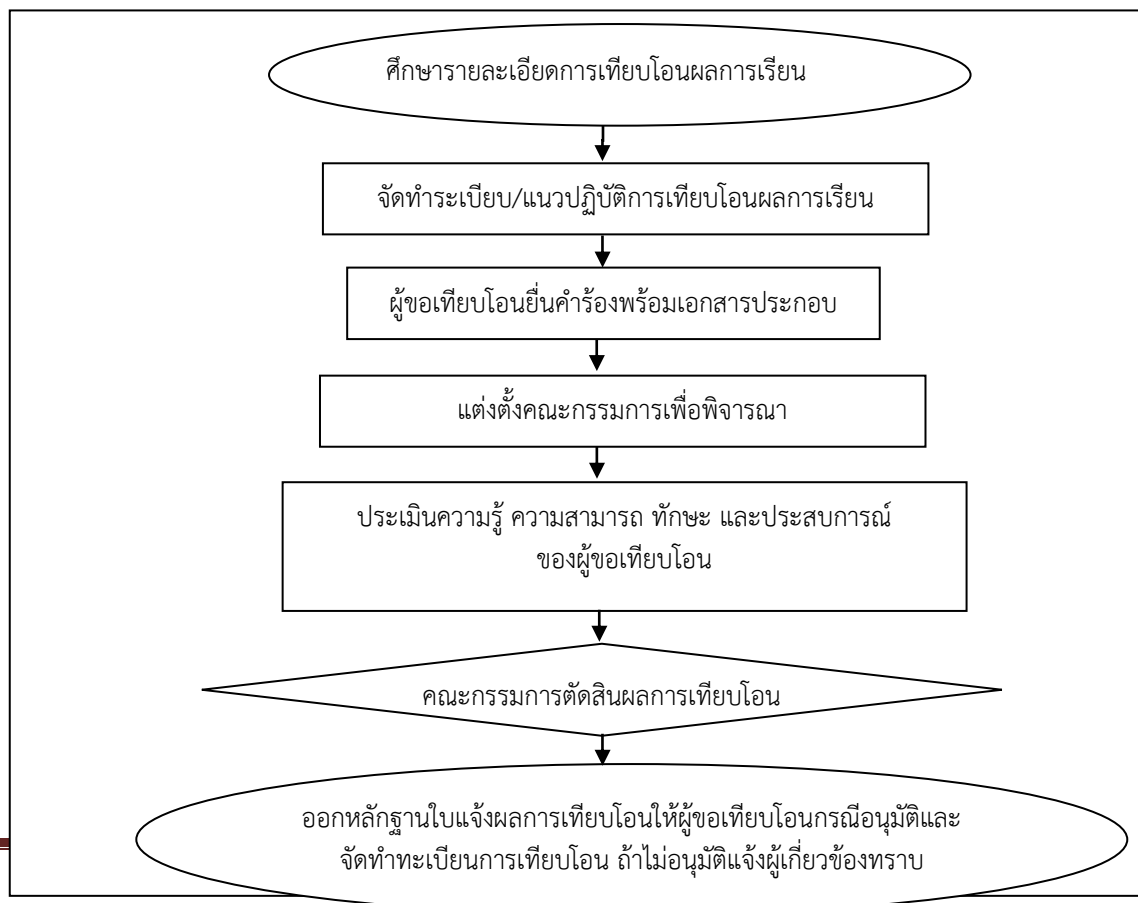 ศึกษารายละเอียดการเทียบโอนผลการเรียน
จัดทำระเบียบ/แนวปฏิบัติการเทียบโอนผลการเรียน
ผู้ขอเทียบโอนยื่นคำร้องพร้อมเอกสารประกอบ
แต่งตั้งคณะกรรมการเพื่อพิจารณา
ประเมินความรู้ ความสามารถ ทักษะ และประสบการณ์
ของผู้ขอเทียบโอน
คณะกรรมการตัดสินผลการเทียบโอน
ออกหลักฐานใบแจ้งผลการเทียบโอนให้ผู้ขอเทียบโอนกรณีอนุมัติและ
จัดทำทะเบียนการเทียบโอน ถ้าไม่อนุมัติแจ้งผู้เกี่ยวข้องทราบ